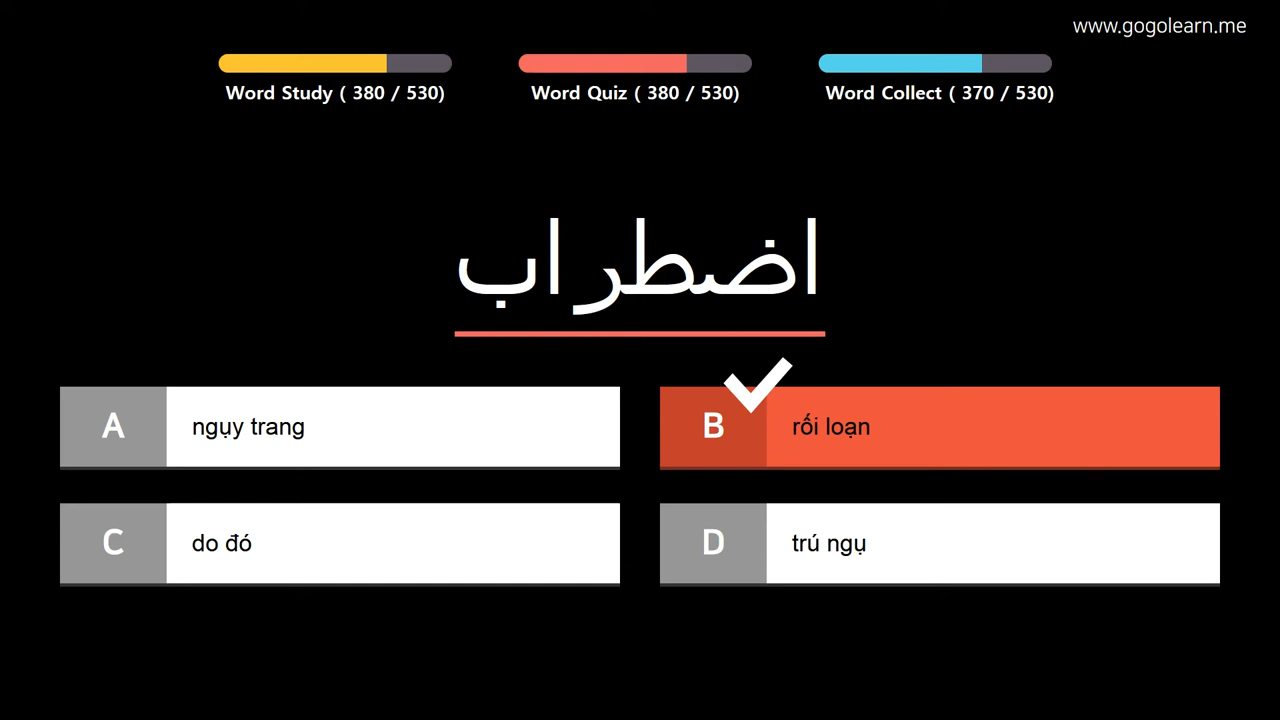 www.gogolearn.me
Word Study ( 380 / 530)
Word Quiz ( 380 / 530)
Word Collect ( 370 / 530)
اضطراب
A
ngụy trang
B
rối loạn
C
do đó
D
trú ngụ